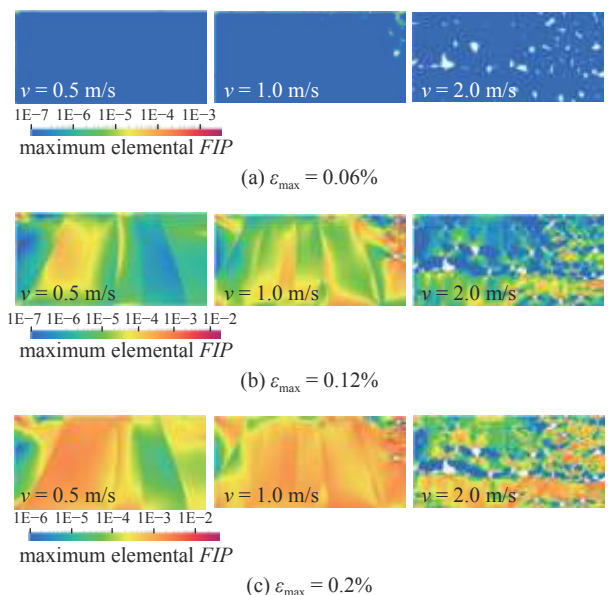 v = 0.5 m/s v = 1.0 m/s v = 2.0 m/s
1E−7 1E−6 1E−5 1E−4 1E−3
maximum elemental FIP
(a) εmax = 0.06%
v = 0.5 m/s v = 1.0 m/s v = 2.0 m/s
1E−7 1E−6 1E−5 1E−4 1E−3 1E−2
maximum elemental FIP
(b) εmax = 0.12%
v = 0.5 m/s v = 1.0 m/s v = 2.0 m/s
1E−6 1E−5 1E−4 1E−3 1E−2
maximum elemental FIP
(c) εmax = 0.2%